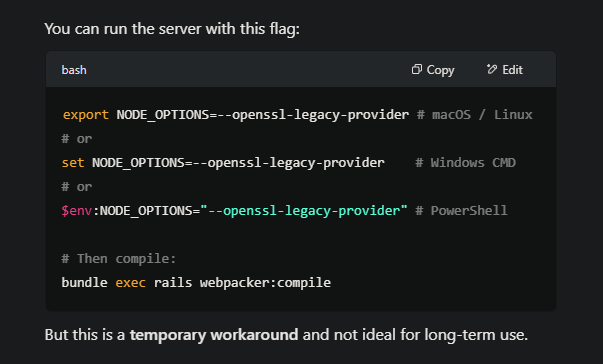 You can run the server with this flag:
bash Copy Edit
export NODE_OPTIONS=--openssl-legacy-provider # macOS / Linux
# or
set NODE_OPTIONS=--openssl-legacy-provider # Windows CMD
# or
$env:NODE_OPTIONS="--openssl-legacy-provider" # PowerShell
# Then compile:
bundle exec rails webpacker:compile
But this is a temporary workaround and not ideal for long-term use.